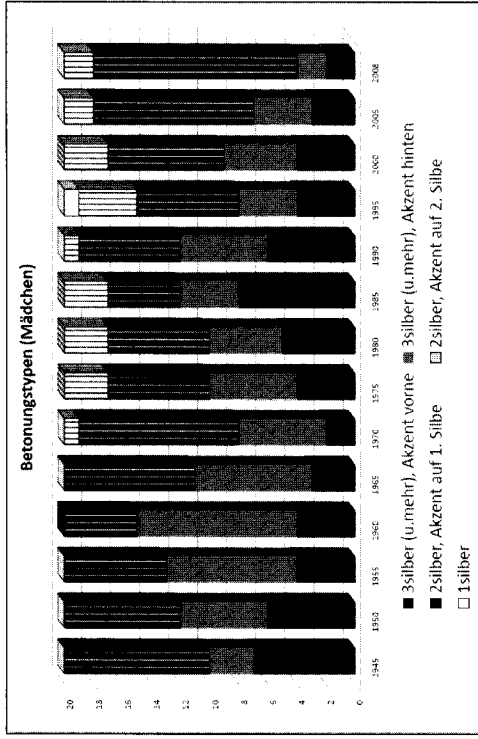 Betonungstypen (Mädchen)
20
18
16
14
12
10
8
6
4
2
0
1945 1950 1955 1960 1965 1970 1975 1980 1985 1990 1995 2000 2005 2008
3silber (u.mehr), Akzent vorne 3silber (u.mehr), Akzent hinten
2silber, Akzent auf 1. Silbe 2silber, Akzent auf 2. Silbe
1silber